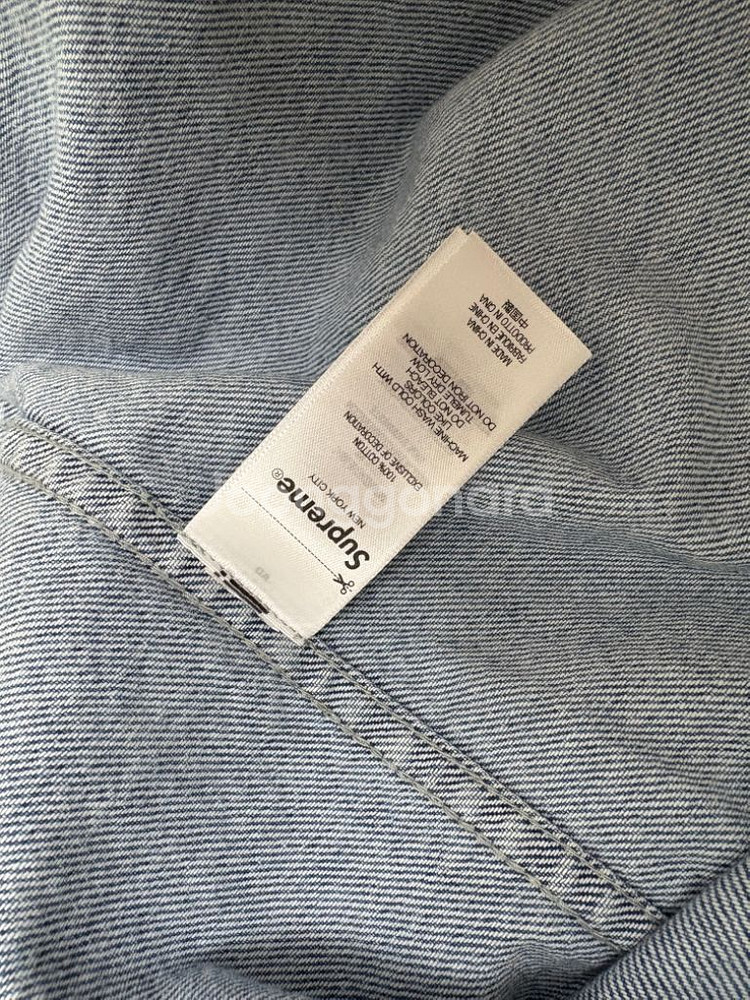 Supreme®
NEW YORK CITY
100% COTTON
EXCLUSIVE OF DECORATION
MACHINE WASH COLD WITH
LIKE COLORS
DO NOT BLEACH
TUMBLE DRY LOW
DO NOT IRON DECORATION
MADE IN CHINA
FABRIQUÉ EN CHINE
PRODOTTO IN CINA
中国製